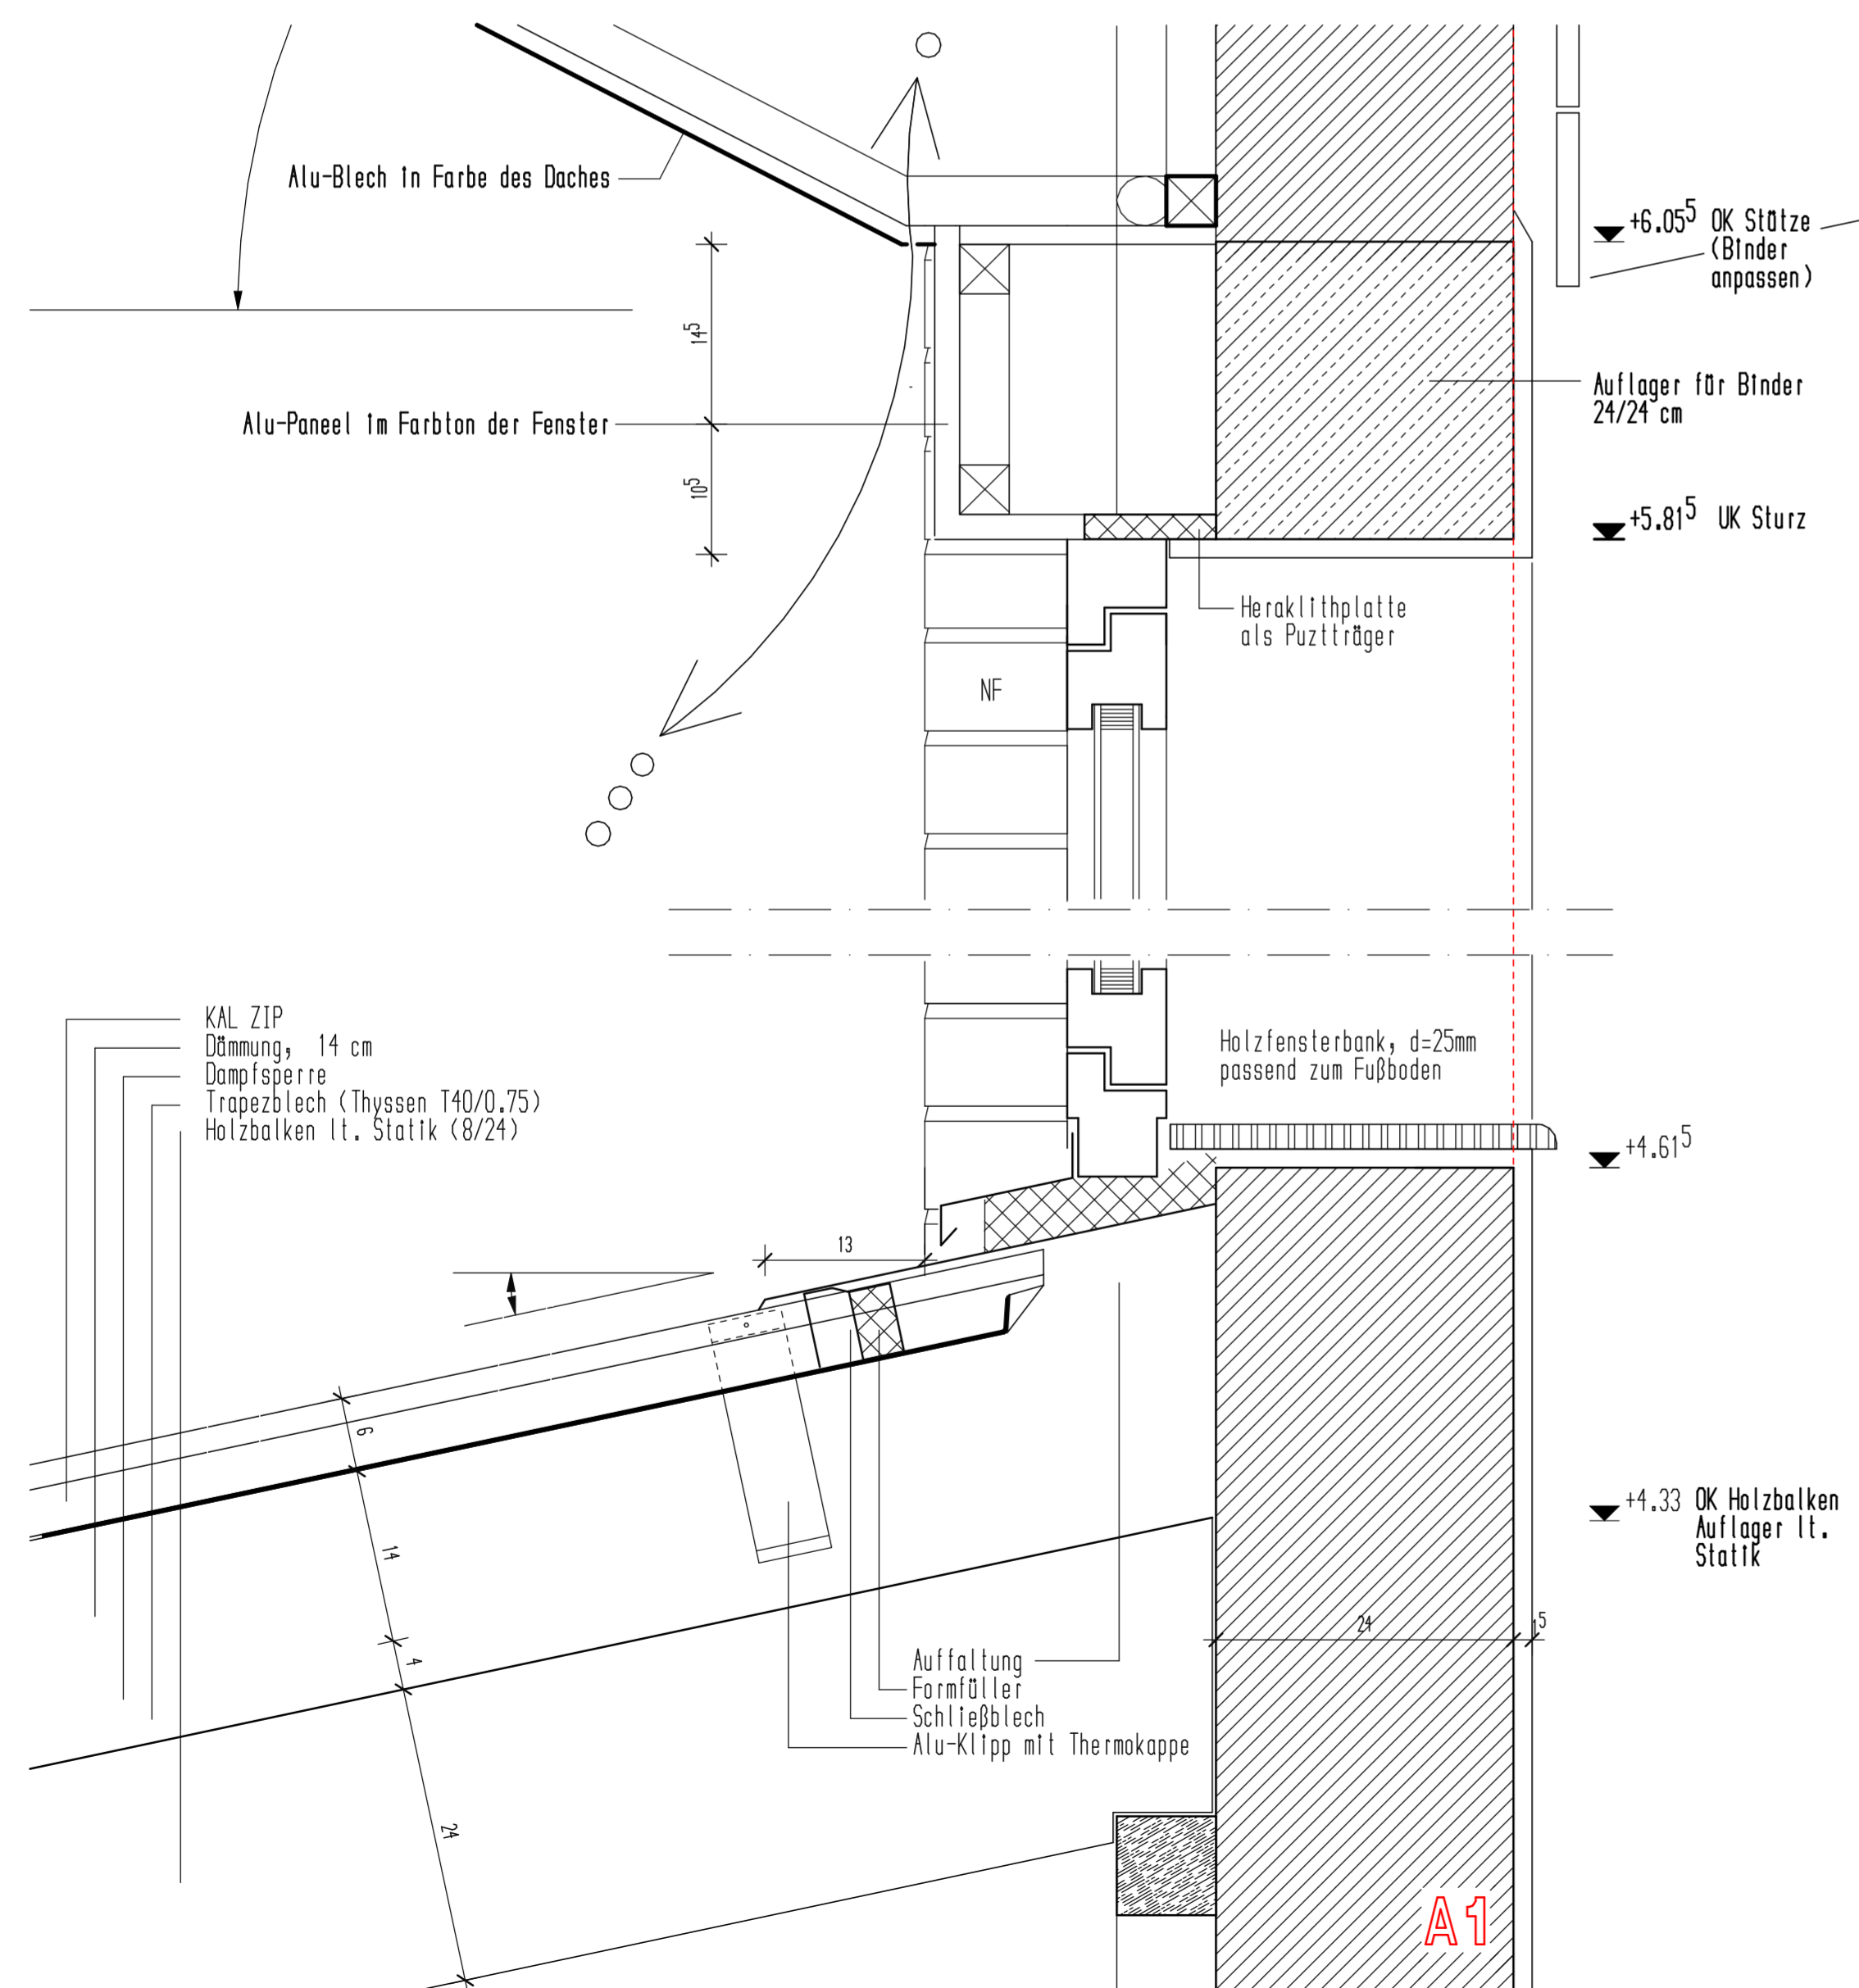 Alu-Blech in Farbe des Daches
+6.05⁵ OK Stütze
(Binder
anpassen)
14⁵
Auflager für Binder
24/24 cm
Alu-Paneel im Farbton der Fenster
10⁵
+5.81⁵ UK Sturz
Heraklithplatte
als Puztträger
NF
KAL ZIP
Dämmung, 14 cm
Dampfsperre
Trapezblech (Thyssen T40/0.75)
Holzbalken lt. Statik (8/24)
Holzfensterbank, d=25mm
passend zum Fußboden
+4.61⁵
13
6
14
4
24
+4.33 OK Holzbalken
Auflager lt.
Statik
24
1⁵
Auffaltung
Formfüller
Schließblech
Alu-Klipp mit Thermokappe
A1